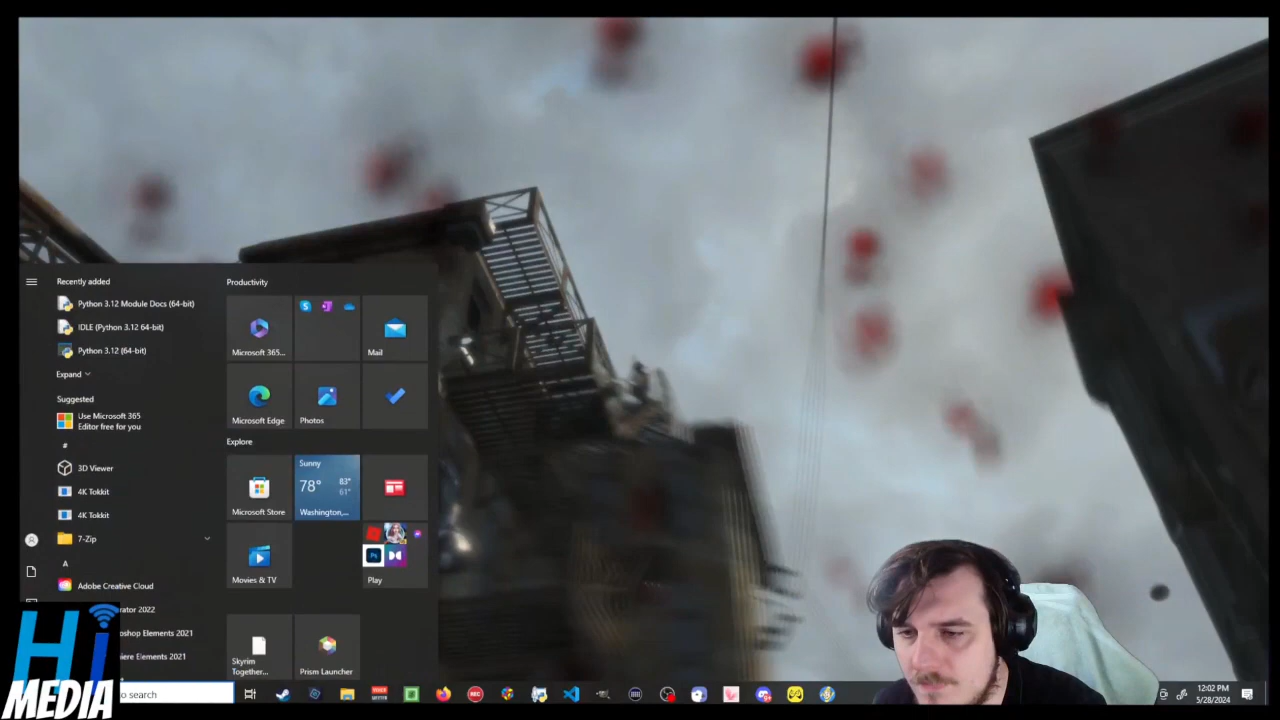 Recently added
Productivity
Python 3.12 Module Docs (64-bit)
IDLE (Python 3.12 64-bit)
Python 3.12 (64-bit)
Microsoft 365...
Mail
Expand
Suggested
Use Microsoft 365
Editor free for you
Microsoft Edge
Photos
#
Explore
3D Viewer
4K Tokkit
4K Tokkit
Sunny
78°
83°
61°
Microsoft Store
Washington,...
7-Zip
A
Adobe Creative Cloud
Ps
Movies & TV
Play
rator 2022
shop Elements 2021
iere Elements 2021
Skyrim
Together...
Prism Launcher
Hi
MEDIA
to search
REC
12:02 PM
5/28/2024